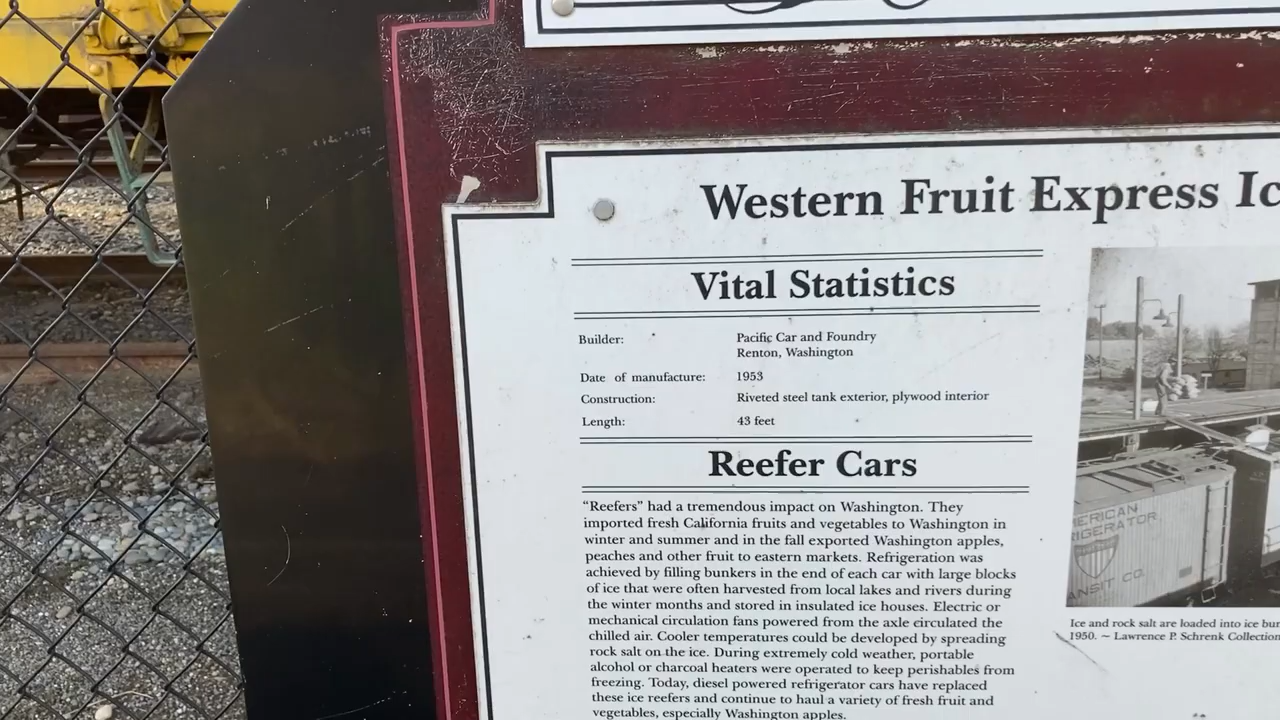 Western Fruit Express Ic
Vital Statistics
Builder: Pacific Car and Foundry
Renton, Washington
Date of manufacture: 1953
Construction: Riveted steel tank exterior, plywood interior
Length: 43 feet
Reefer Cars
“Reefers” had a tremendous impact on Washington. They
imported fresh California fruits and vegetables to Washington in
winter and summer and in the fall exported Washington apples,
peaches and other fruit to eastern markets. Refrigeration was
achieved by filling bunkers in the end of each car with large blocks
of ice that were often harvested from local lakes and rivers during
the winter months and stored in insulated ice houses. Electric or
mechanical circulation fans powered from the axle circulated the
chilled air. Cooler temperatures could be developed by spreading
rock salt on the ice. During extremely cold weather, portable
alcohol or charcoal heaters were operated to keep perishables from
freezing. Today, diesel powered refrigerator cars have replaced
these ice reefers and continue to haul a variety of fresh fruit and
vegetables, especially Washington apples.
MERICAN
RIGERATOR
ANSIT CO.
Ice and rock salt are loaded into ice bun
1950. ~ Lawrence P. Schrenk Collection